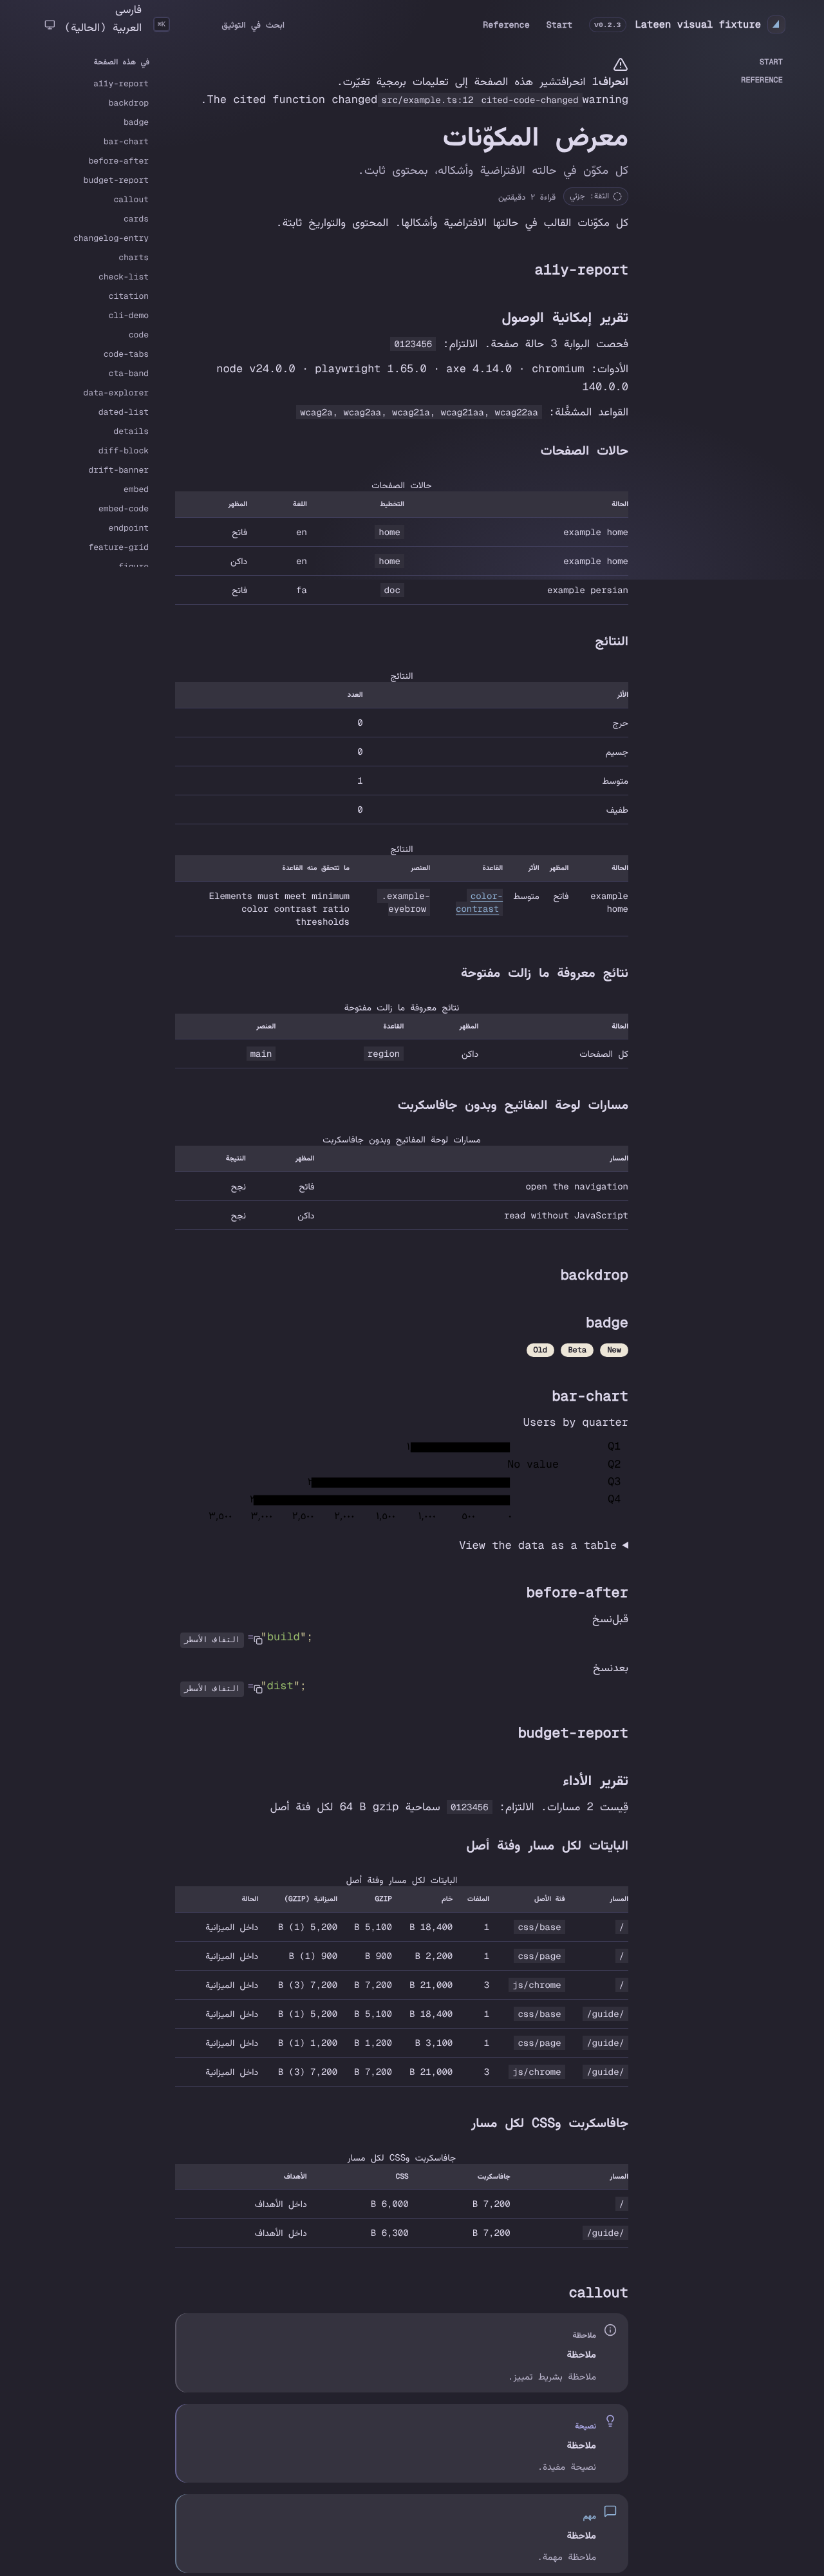 Lateen visual fixture
v0.2.3
Start
Reference
ابحث في التوثيق
⌘K
فارسی
العربية (الحالية)
START
REFERENCE
في هذه الصفحة
a11y-report
backdrop
badge
bar-chart
before-after
budget-report
callout
cards
changelog-entry
charts
check-list
citation
cli-demo
code
code-tabs
cta-band
data-explorer
dated-list
details
diff-block
drift-banner
embed
embed-code
endpoint
feature-grid
figure
انحراف1 انحرافتشير هذه الصفحة إلى تعليمات برمجية تغيّرت.
warning cited-code-changed src/example.ts:12 The cited function changed.
معرض المكوّنات
كل مكوّن في حالته الافتراضية وأشكاله، بمحتوى ثابت.
الثقة: جزئي
قراءة ٢ دقيقتين
كل مكوّنات القالب في حالتها الافتراضية وأشكالها. المحتوى والتواريخ ثابتة.
a11y-report
تقرير إمكانية الوصول
فحصت البوابة 3 حالة صفحة. الالتزام: 0123456
الأدوات: node v24.0.0 · playwright 1.65.0 · axe 4.14.0 · chromium
140.0.0
القواعد المشغَّلة: wcag2a, wcag2aa, wcag21a, wcag21aa, wcag22aa
حالات الصفحات
حالات الصفحات
الحالة التخطيط اللغة المظهر
example home home en فاتح
example home home en داكن
example persian doc fa فاتح
النتائج
النتائج
الأثر العدد
حرج 0
جسيم 0
متوسط 1
طفيف 0
النتائج
الحالة المظهر الأثر القاعدة العنصر ما تتحقق منه القاعدة
example home فاتح متوسط color-contrast .example-eyebrow Elements must meet minimum color contrast ratio thresholds
نتائج معروفة ما زالت مفتوحة
نتائج معروفة ما زالت مفتوحة
الحالة المظهر القاعدة العنصر
كل الصفحات داكن region main
مسارات لوحة المفاتيح وبدون جافاسكربت
مسارات لوحة المفاتيح وبدون جافاسكربت
المسار المظهر النتيجة
open the navigation فاتح نجح
read without JavaScript داكن نجح
backdrop
badge
New Beta Old
bar-chart
Users by quarter
Q1
Q2 No value
Q3
Q4
٠ ٥٠٠ ١,٠٠٠ ١,٥٠٠ ٢,٠٠٠ ٢,٥٠٠ ٣,٠٠٠ ٣,٥٠٠
View the data as a table
before-after
قبلنسخ
= "build";
التفاف الأسطر
بعدنسخ
= "dist";
التفاف الأسطر
budget-report
تقرير الأداء
قِيست 2 مسارات. الالتزام: 0123456 سماحية 64 B gzip لكل فئة أصل
البايتات لكل مسار وفئة أصل
البايتات لكل مسار وفئة أصل
المسار فئة الأصل الملفات خام GZIP الميزانية (GZIP) الحالة
/ css/base 1 18,400 B 5,100 B 5,200 B (1) داخل الميزانية
/ css/page 1 2,200 B 900 B 900 B (1) داخل الميزانية
/ js/chrome 3 21,000 B 7,200 B 7,200 B (3) داخل الميزانية
/guide/ css/base 1 18,400 B 5,100 B 5,200 B (1) داخل الميزانية
/guide/ css/page 1 3,100 B 1,200 B 1,200 B (1) داخل الميزانية
/guide/ js/chrome 3 21,000 B 7,200 B 7,200 B (3) داخل الميزانية
جافاسكربت وCSS لكل مسار
جافاسكربت وCSS لكل مسار
المسار جافاسكربت CSS الأهداف
/ 7,200 B 6,000 B داخل الأهداف
/guide/ 7,200 B 6,300 B داخل الأهداف
callout
ملاحظة
ملاحظة
ملاحظة بشريط تمييز.
نصيحة
ملاحظة
نصيحة مفيدة.
مهم
ملاحظة
ملاحظة مهمة.